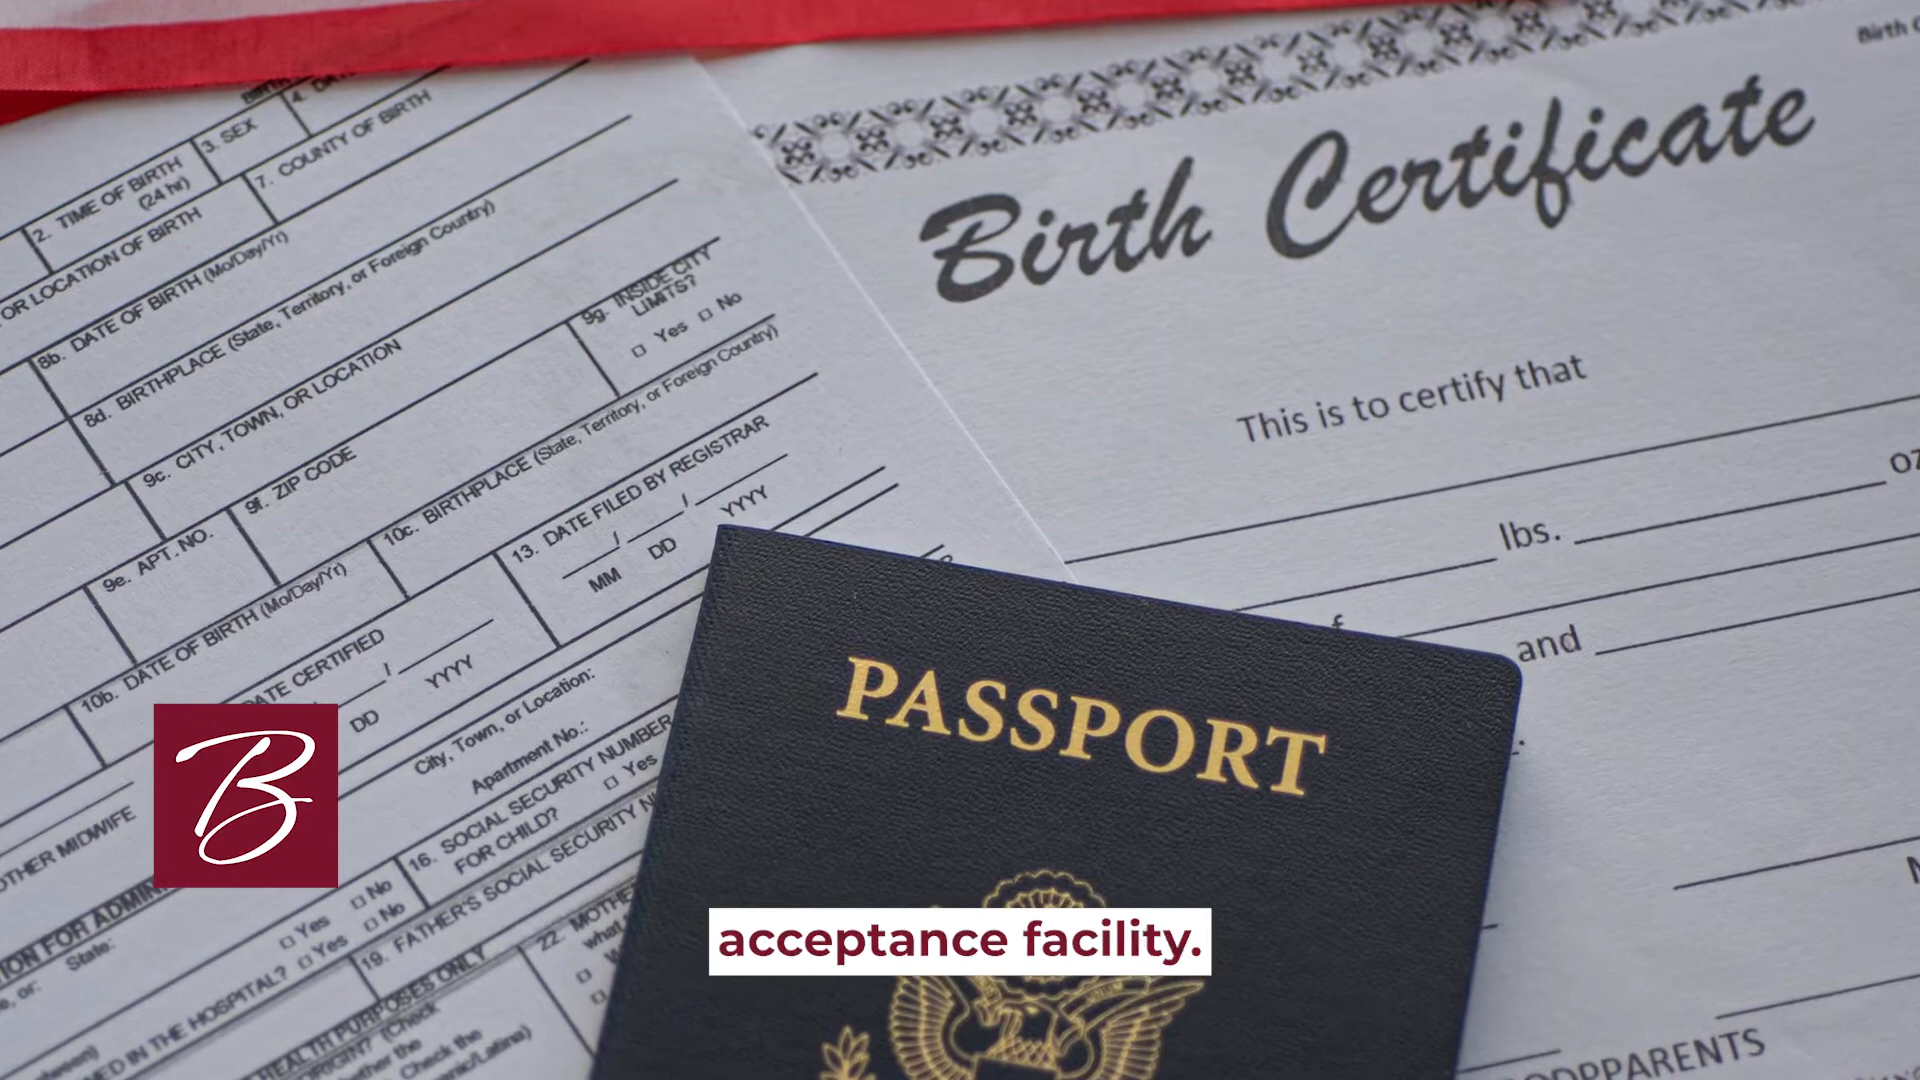 4. DATE
3. SEX
7. COUNTY OF BIRTH
2. TIME OF BIRTH
(24 hr)
OR LOCATION OF BIRTH
8b. DATE OF BIRTH (Mo/Day/Yr)
8d. BIRTHPLACE (State, Territory, or Foreign Country)
9c. CITY, TOWN, OR LOCATION
9g. INSIDE CITY
LIMITS?
Yes No
9f. ZIP CODE
9e. APT. NO.
10c. BIRTHPLACE (State, Territory, or Foreign Country)
10b. DATE OF BIRTH (Mo/Day/Yr)
13. DATE FILED BY REGISTRAR
/ /
MM DD YYYY
DATE CERTIFIED
/
DD YYYY
City, Town, or Location:
Apartment No.:
OTHER MIDWIFE
16. SOCIAL SECURITY NUMBER
FOR CHILD?
Yes
No
Yes No
Yes
19. FATHER'S SOCIAL SECURITY
State:
IN THE HOSPITAL?
HEALTH PURPOSES ONLY
(Check
Check the
22.
Birth
Birth Certificate
This is to certify that
lbs.
oz
and
PASSPORT
B
acceptance facility.